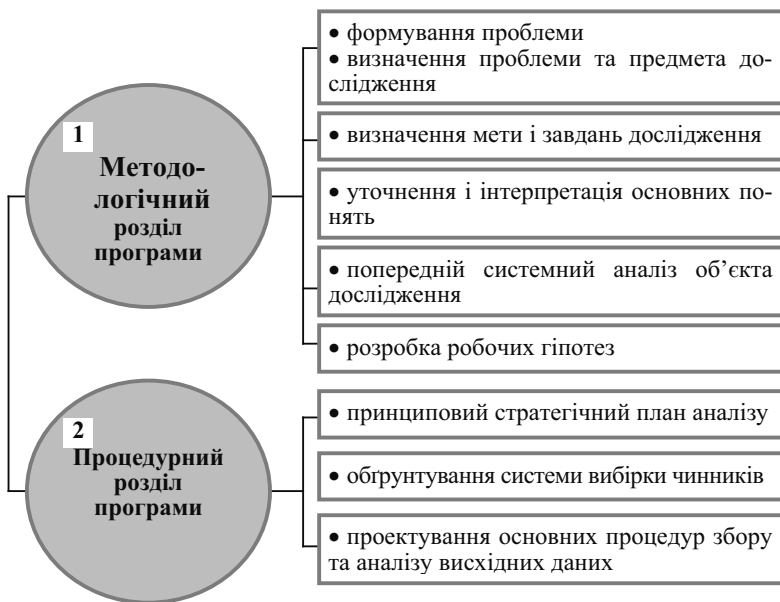 1
Методо-
логічний
розділ
програми
• формування проблеми
• визначення проблеми та предмета до-
слідження
• визначення мети і завдань дослідження
• уточнення і інтерпретація основних по-
нять
• попередній системний аналіз об’єкта
дослідження
• розробка робочих гіпотез
2
Процедурний
розділ
програми
• принциповий стратегічний план аналізу
• обґрунтування системи вибірки чинників
• проектування основних процедур збору
та аналізу висхідних даних